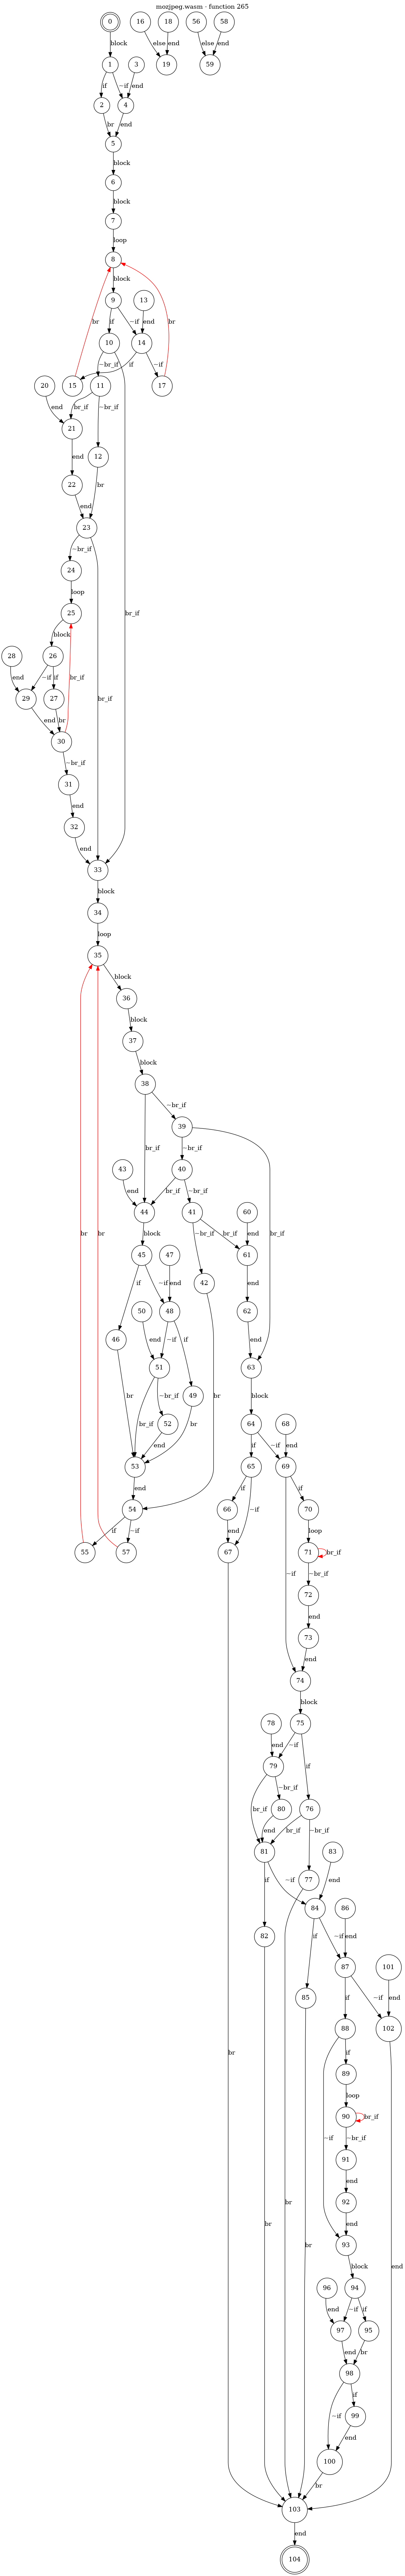 mozjpeg.wasm - function 265
0 16 18 56 58
block else end else end
1 3 19 59
if ~if end
2 4
br end
5
block
6
block
7
loop
8
block
9 13
br if ~if end br
10 14
~br_if if ~if
20 15 11 17
end br_if ~br_if
21 12
end br
22
end
23
~br_if br_if
24
loop
25
block br_if
28 26
end ~if if br_if
29 27
end br
30
~br_if
31
end
32
end
33
block
34
loop
35
block
36
block
37
block
38
~br_if
39
br_if ~br_if br_if
43 40
end br_if ~br_if
44 41 60
block ~br_if br_if end
45 47 42 61
if ~if end end
46 50 48 62
br br end ~if if br end
51 49 63
br br_if ~br_if br block
52 64 68
end if ~if end
53 65 69
end if ~if if
54 66 70
if ~if end ~if loop
55 57 67 71 br_if
~br_if
72
end
73
end
74
block
78 75
end ~if if
79 76
br_if ~br_if br_if ~br_if
80
end
81 77 83
if ~if end
82 84 86
if ~if end
85 87 101
if ~if end
88 102
if
89
loop
br ~if 90 br_if
~br_if
91
br br br end end
92
end
93
block
96 94
end ~if if
97 95
end br
98
~if if
99
end
100
br
103
end
104